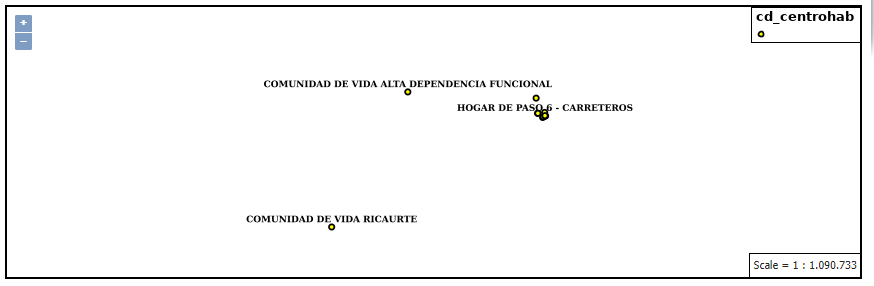 +
−
cd_centrohab
COMUNIDAD DE VIDA ALTA DEPENDENCIA FUNCIONAL
HOGAR DE PASO 6 - CARRETEROS
COMUNIDAD DE VIDA RICAURTE
Scale = 1 : 1.090.733